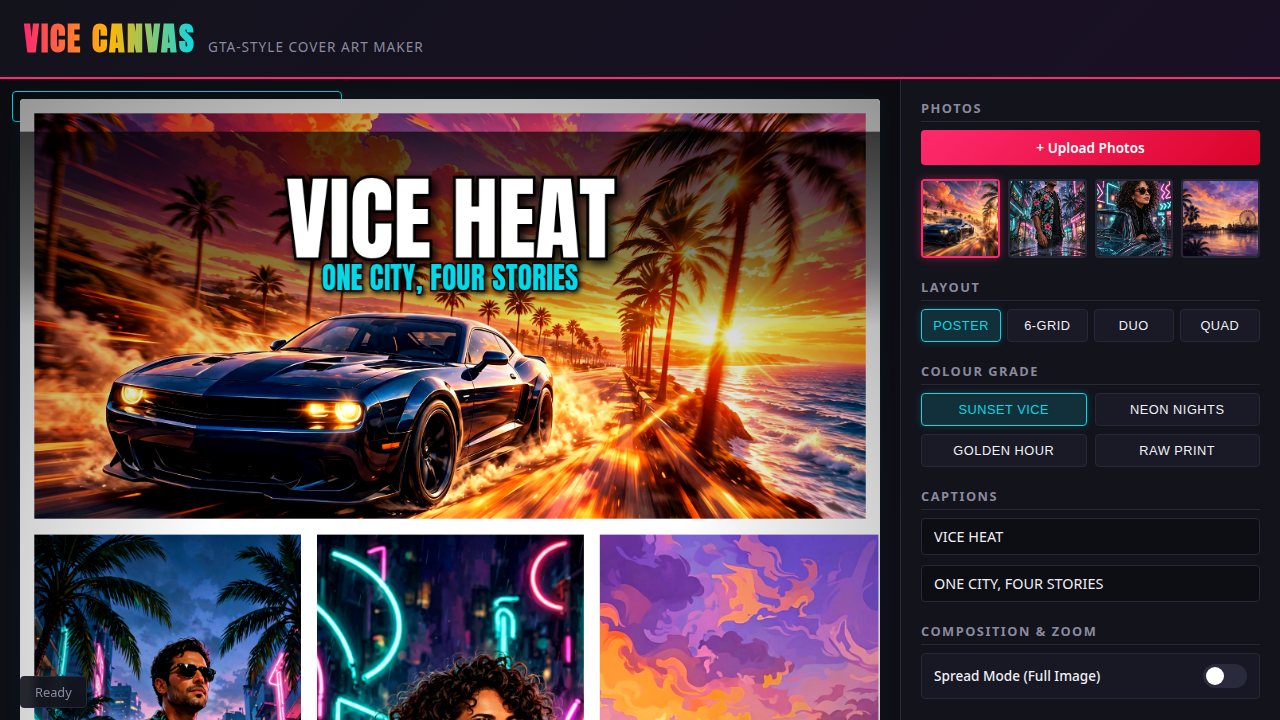 VICE CANVAS GTA-STYLE COVER ART MAKER
VICE HEAT
ONE CITY, FOUR STORIES
Ready
PHOTOS
+ Upload Photos
LAYOUT
POSTER 6-GRID DUO QUAD
COLOUR GRADE
SUNSET VICE NEON NIGHTS
GOLDEN HOUR RAW PRINT
CAPTIONS
VICE HEAT
ONE CITY, FOUR STORIES
COMPOSITION & ZOOM
Spread Mode (Full Image)